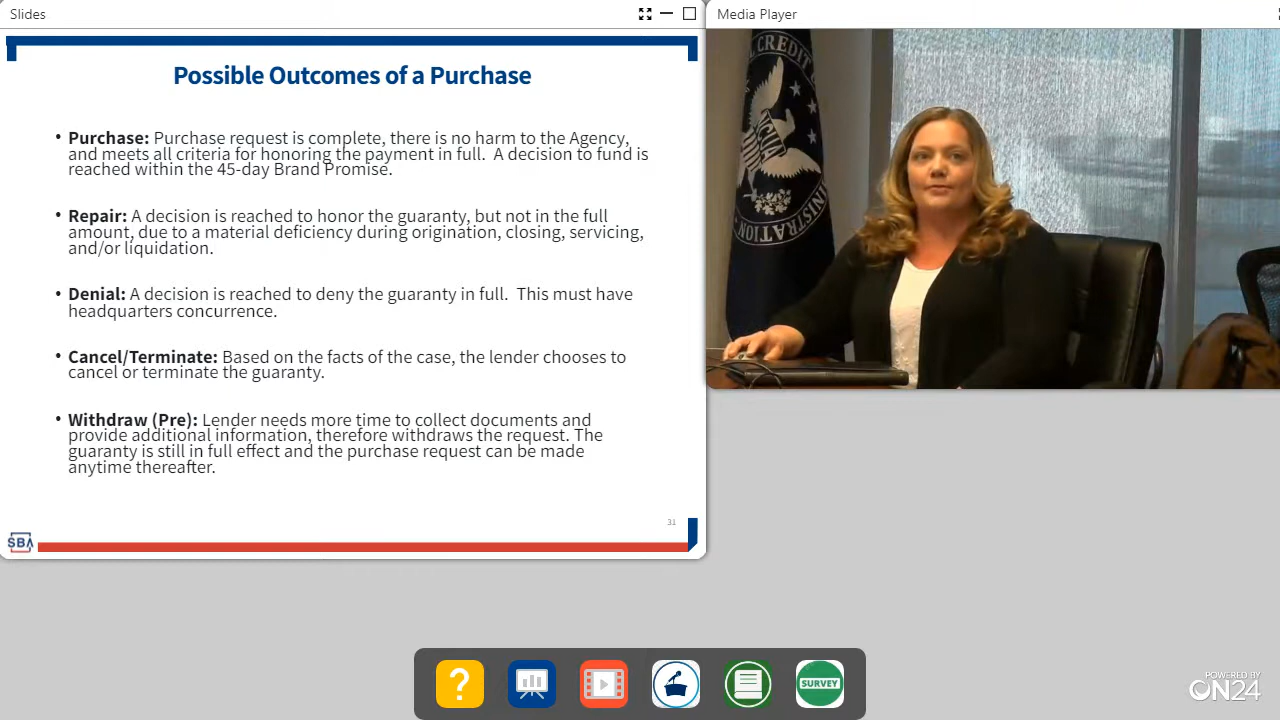 Slides
Media Player
Possible Outcomes of a Purchase
• Purchase: Purchase request is complete, there is no harm to the Agency,
and meets all criteria for honoring the payment in full.  A decision to fund is
reached within the 45-day Brand Promise.
• Repair: A decision is reached to honor the guaranty, but not in the full
amount, due to a material deficiency during origination, closing, servicing,
and/or liquidation.
• Denial: A decision is reached to deny the guaranty in full.  This must have
headquarters concurrence.
• Cancel/Terminate: Based on the facts of the case, the lender chooses to
cancel or terminate the guaranty.
• Withdraw (Pre): Lender needs more time to collect documents and
provide additional information, therefore withdraws the request. The
guaranty is still in full effect and the purchase request can be made
anytime thereafter.
31
SBA
CREDIT
?
SURVEY
POWERED BY
ON24